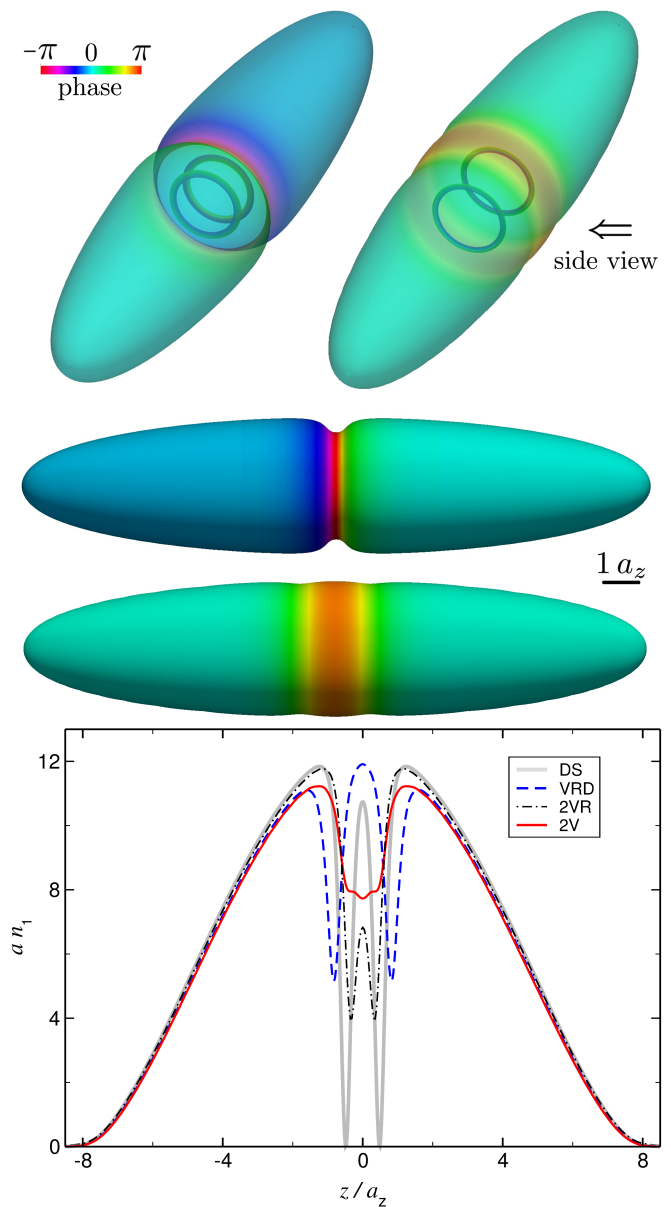 −π 0 π
phase
side view
1 a_z
12
8
4
0
a n_1
DS
VRD
2VR
2V
-8 -4 0 4 8
z / a_z